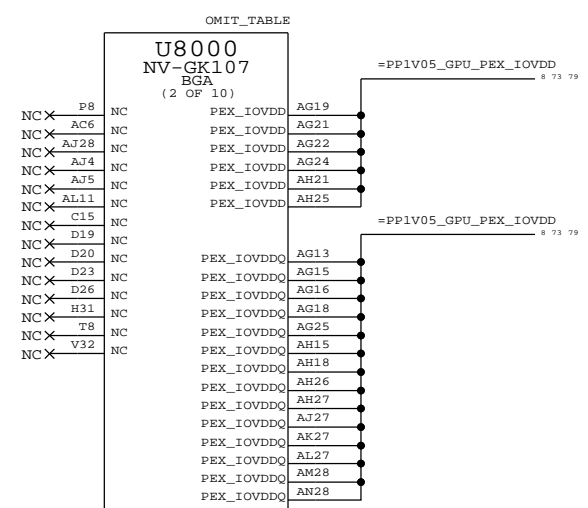 OMIT_TABLE
U8000
NV-GK107
BGA
(2 OF 10)
=PP1V05_GPU_PEX_IOVDD
8 73 79
NC P8 NC PEX_IOVDD AG19
NC AC6 NC PEX_IOVDD AG21
NC AJ28 NC PEX_IOVDD AG22
NC AJ4 NC PEX_IOVDD AG24
NC AJ5 NC PEX_IOVDD AH21
NC AL11 NC PEX_IOVDD AH25
NC C15 NC
=PP1V05_GPU_PEX_IOVDD
8 73 79
NC D19 NC
NC D20 NC PEX_IOVDDQ AG13
NC D23 NC PEX_IOVDDQ AG15
NC D26 NC PEX_IOVDDQ AG16
NC H31 NC PEX_IOVDDQ AG18
NC T8 NC PEX_IOVDDQ AG25
NC V32 NC PEX_IOVDDQ AH15
PEX_IOVDDQ AH18
PEX_IOVDDQ AH26
PEX_IOVDDQ AH27
PEX_IOVDDQ AJ27
PEX_IOVDDQ AK27
PEX_IOVDDQ AL27
PEX_IOVDDQ AM28
PEX_IOVDDQ AN28